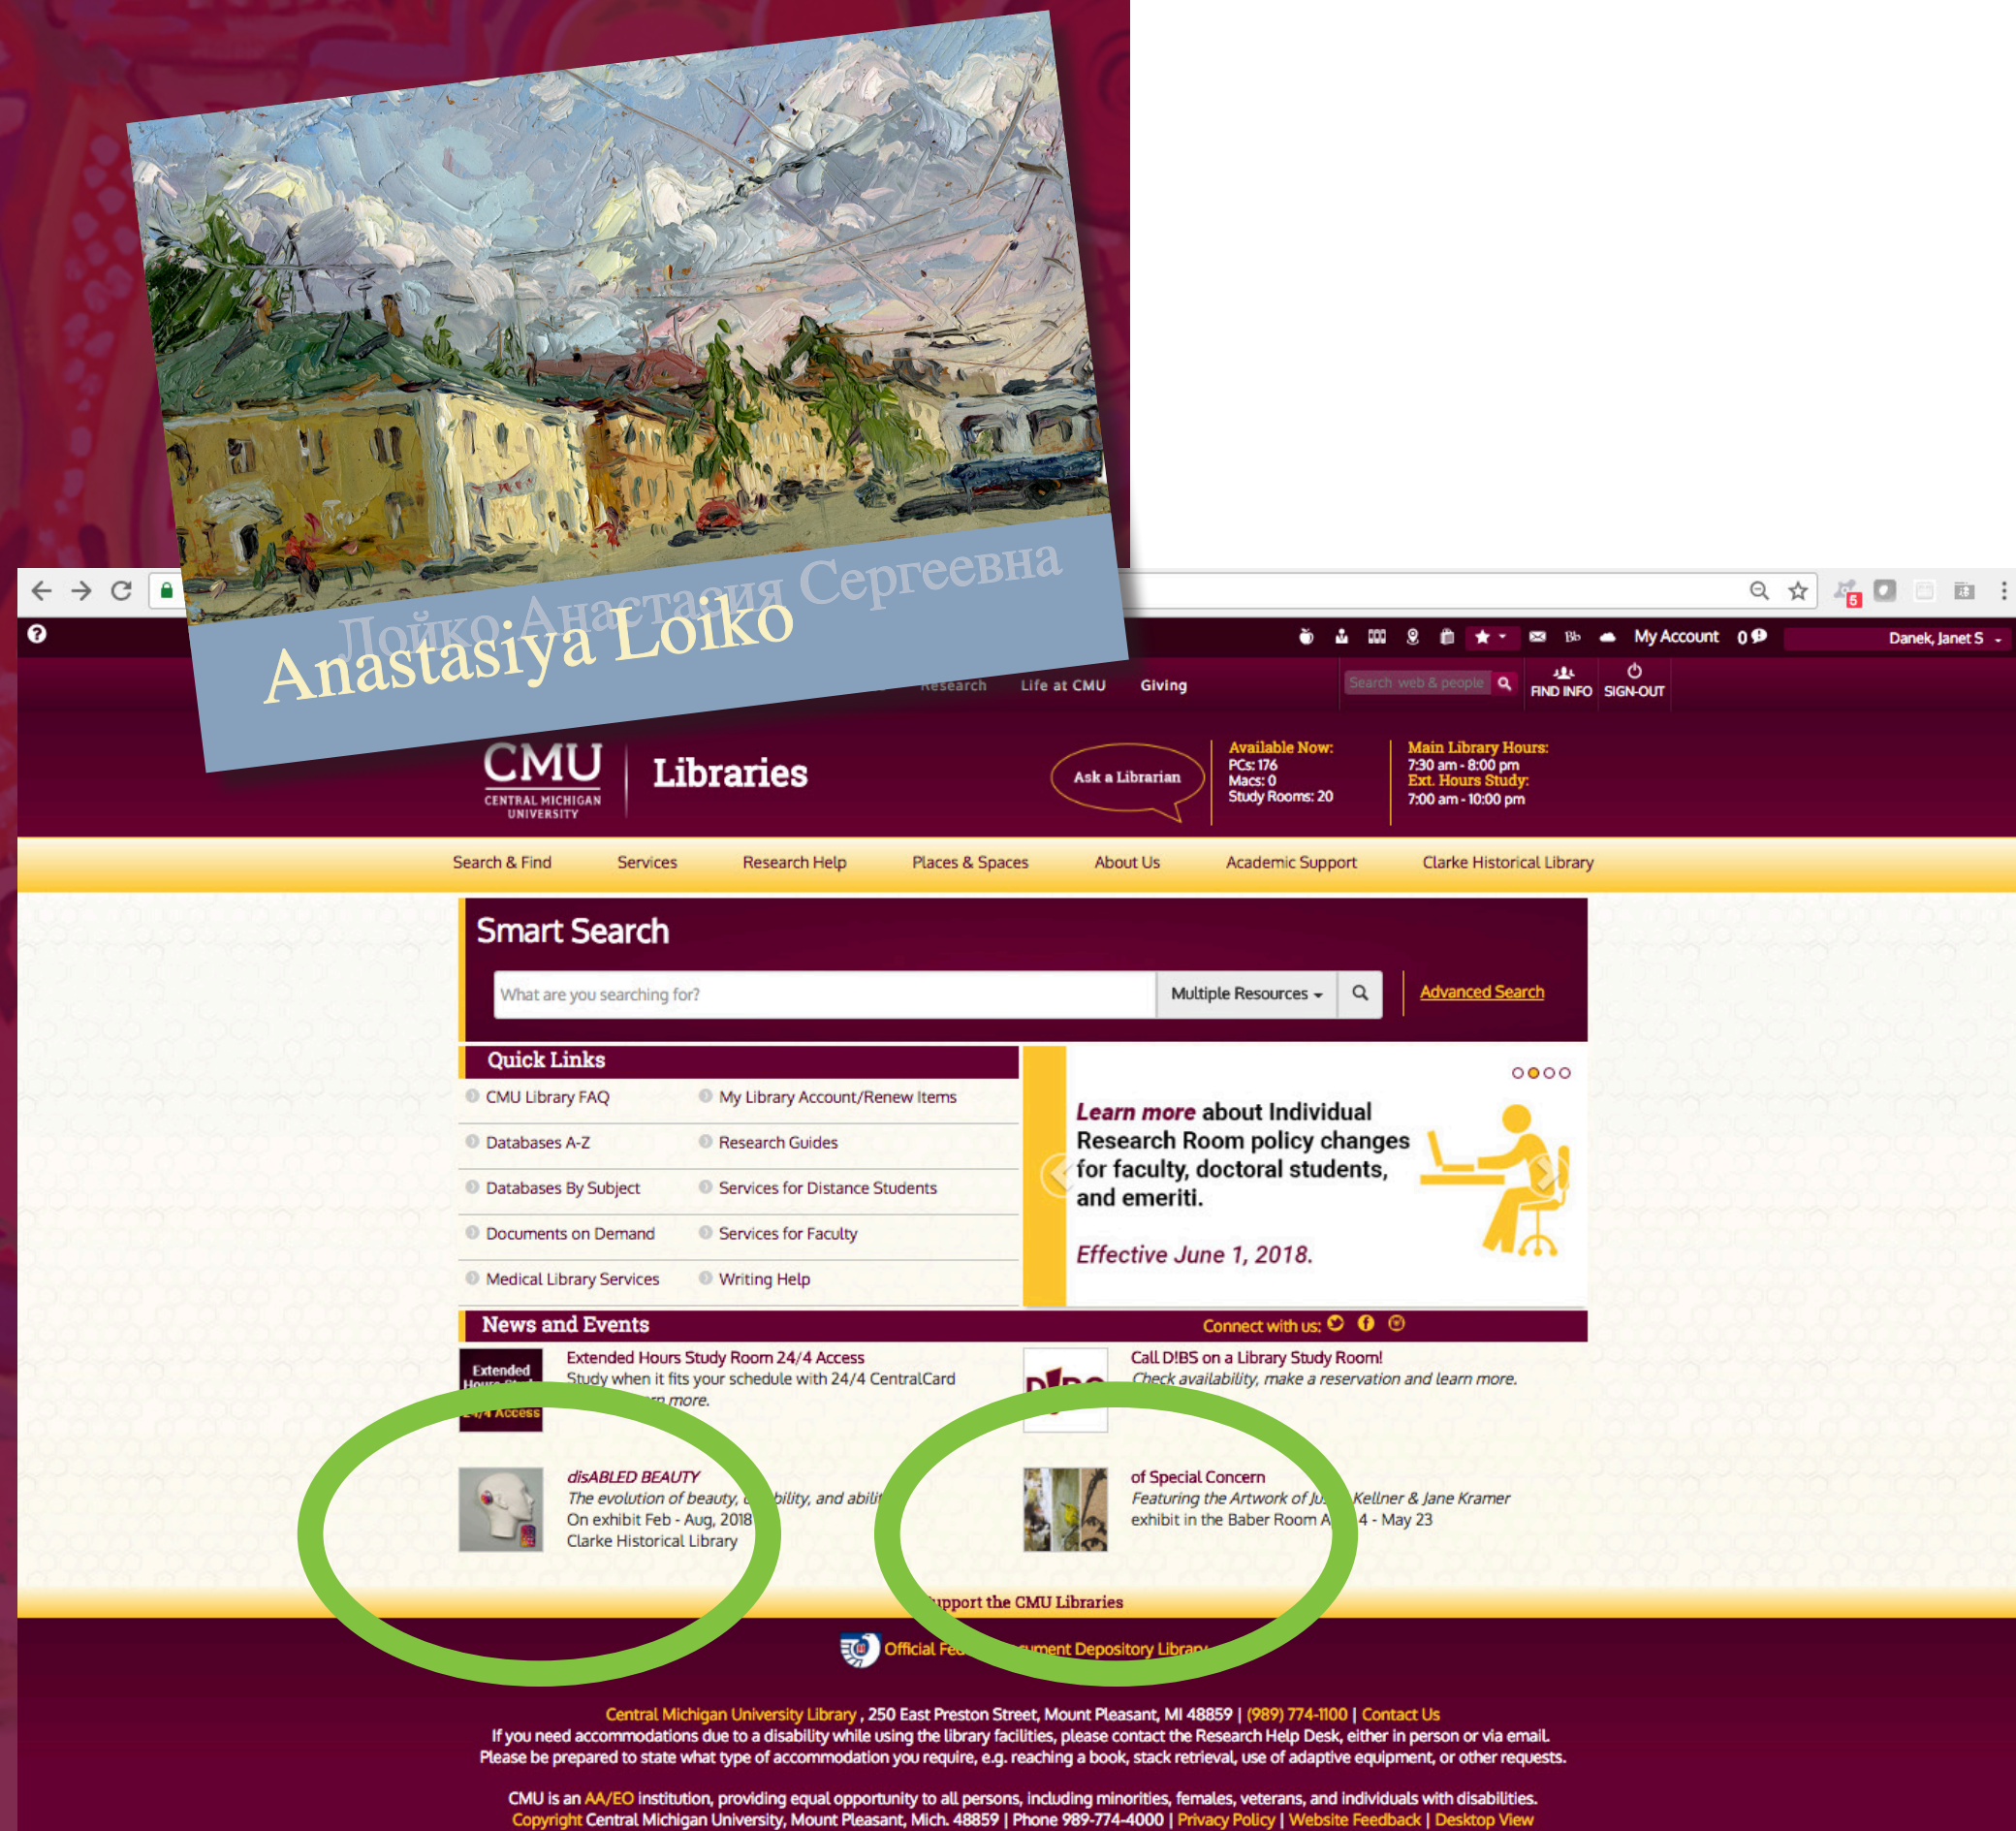 Лойко Анастасия Сергеевна
Anastasiya Loiko
5
Bb
My Account
0
Danek, Janet S
Research
Life at CMU
Giving
Search web & people
FIND INFO
SIGN-OUT
CMU
CENTRAL MICHIGAN
UNIVERSITY
Libraries
Ask a Librarian
Available Now:
PCs: 176
Macs: 0
Study Rooms: 20
Main Library Hours:
7:30 am - 8:00 pm
Ext. Hours Study:
7:00 am - 10:00 pm
Search & Find
Services
Research Help
Places & Spaces
About Us
Academic Support
Clarke Historical Library
Smart Search
What are you searching for?
Multiple Resources
Advanced Search
Quick Links
CMU Library FAQ
My Library Account/Renew Items
Databases A-Z
Research Guides
Databases By Subject
Services for Distance Students
Documents on Demand
Services for Faculty
Medical Library Services
Writing Help
Learn more about Individual
Research Room policy changes
for faculty, doctoral students,
and emeriti.
Effective June 1, 2018.
News and Events
Connect with us:
Extended
24/4 Access
Extended Hours Study Room 24/4 Access
Study when it fits your schedule with 24/4 CentralCard
more.
Call D!BS on a Library Study Room!
Check availability, make a reservation and learn more.
disABLED BEAUTY
The evolution of beauty, and
On exhibit Feb - Aug, 2018
Clarke Historical Library
of Special Concern
Featuring the Artwork of Kellner & Jane Kramer
exhibit in the Baber Room 4 - May 23
the CMU Libraries
Official Depository
Central Michigan University Library , 250 East Preston Street, Mount Pleasant, MI 48859 | (989) 774-1100 | Contact Us
If you need accommodations due to a disability while using the library facilities, please contact the Research Help Desk, either in person or via email.
Please be prepared to state what type of accommodation you require, e.g. reaching a book, stack retrieval, use of adaptive equipment, or other requests.
CMU is an AA/EO institution, providing equal opportunity to all persons, including minorities, females, veterans, and individuals with disabilities.
Copyright Central Michigan University, Mount Pleasant, Mich. 48859 | Phone 989-774-4000 | Privacy Policy | Website Feedback | Desktop View